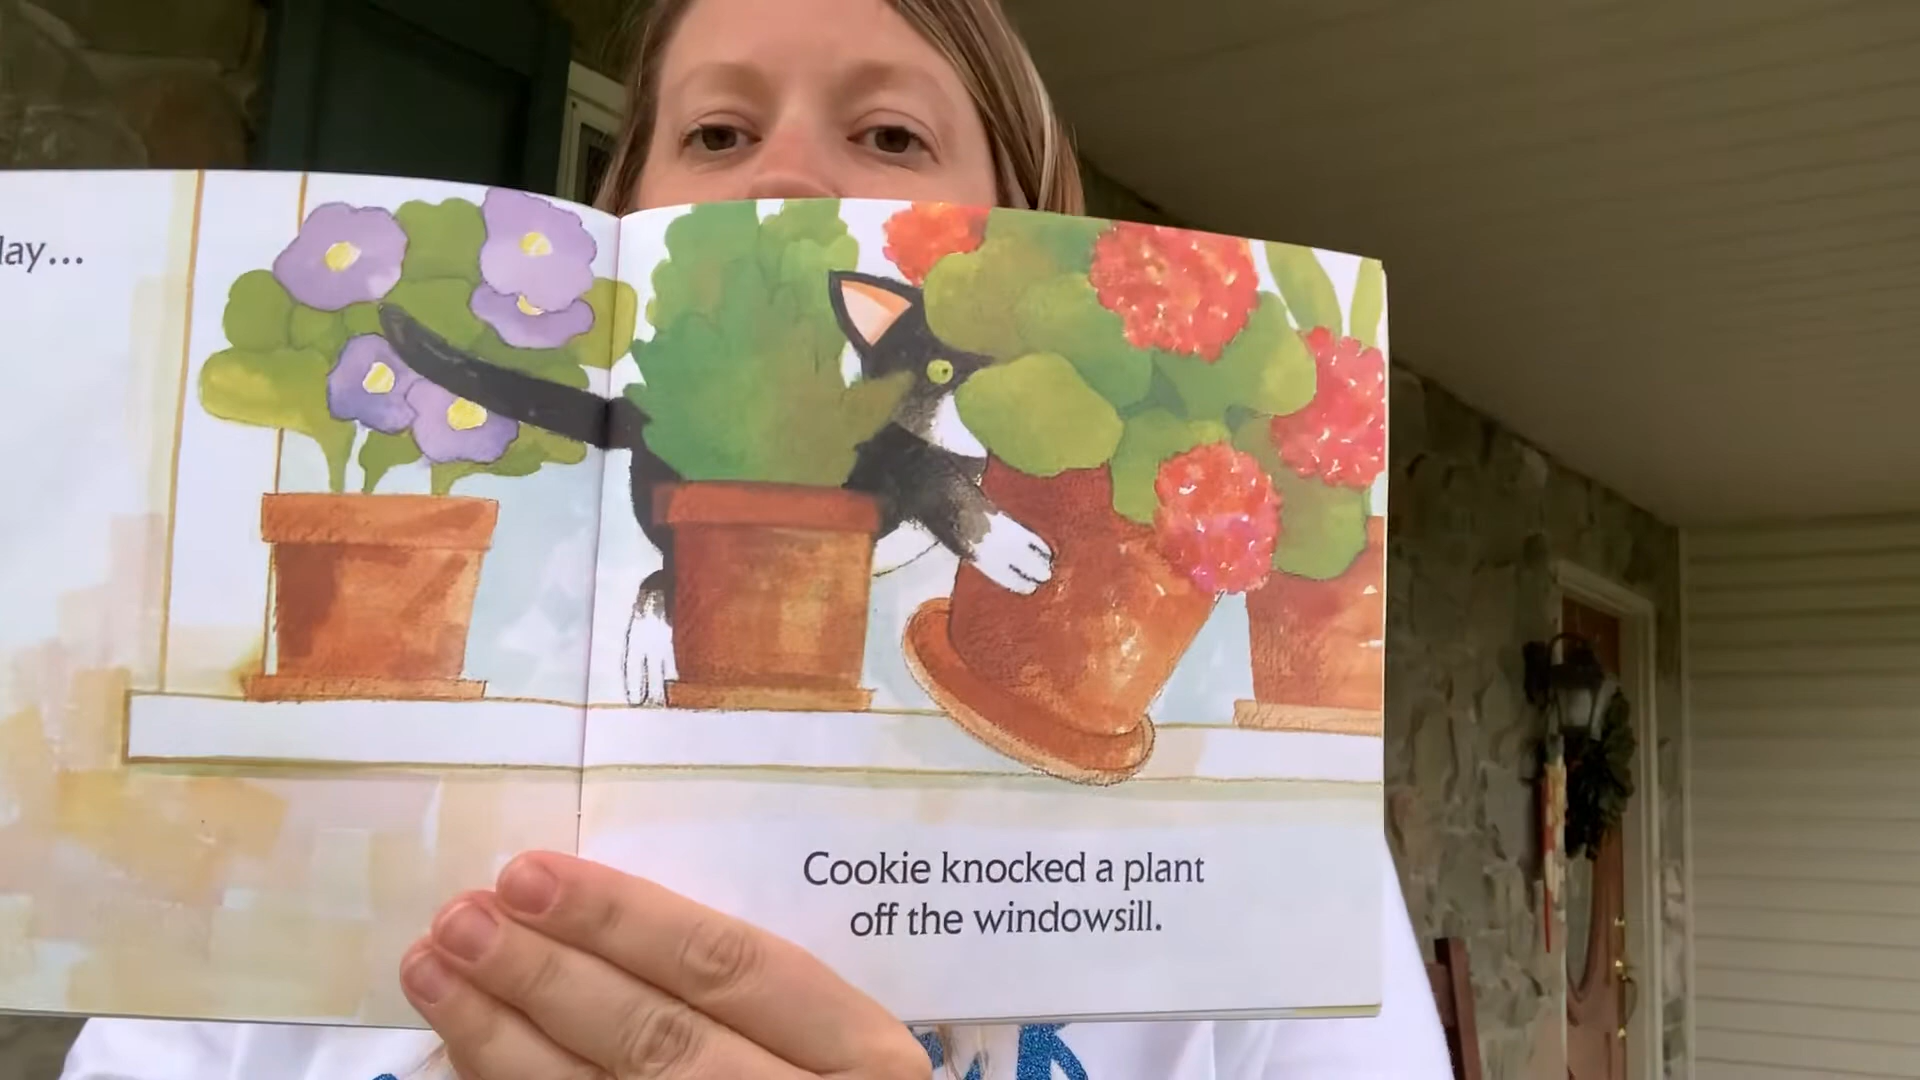 lay...
Cookie knocked a plant
off the windowsill.